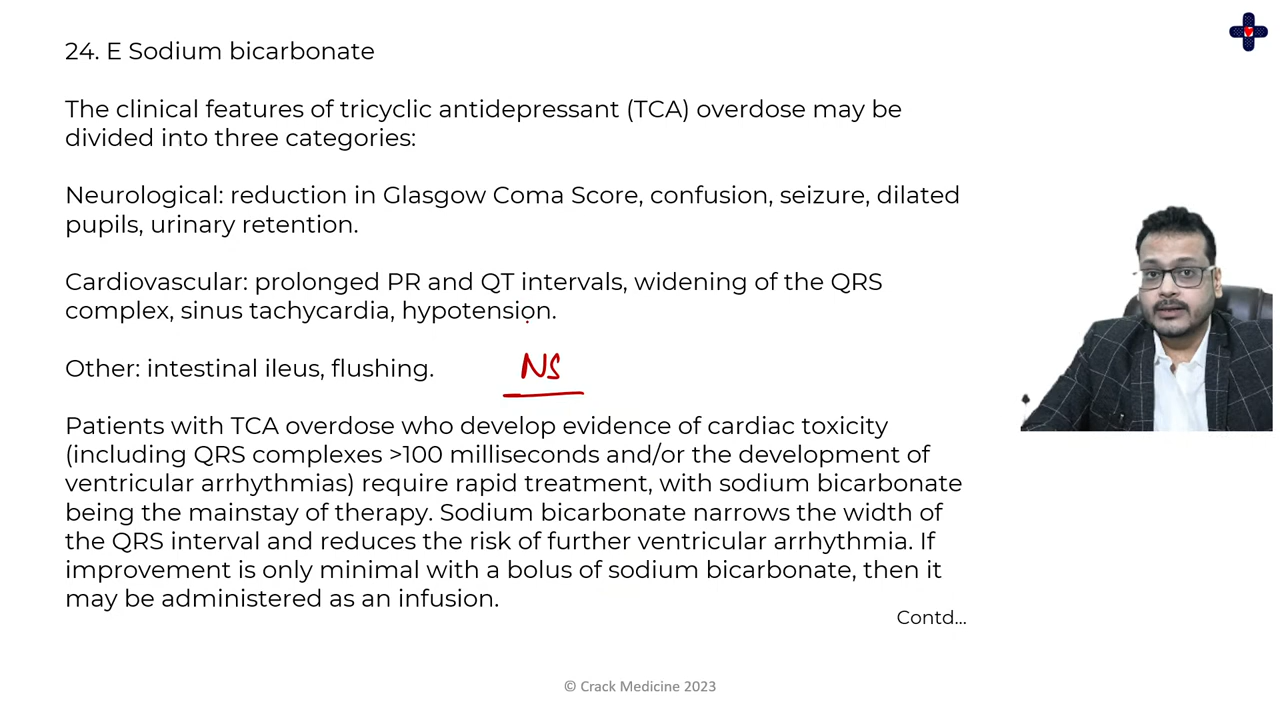 24. E Sodium bicarbonate
The clinical features of tricyclic antidepressant (TCA) overdose may be
divided into three categories:
Neurological: reduction in Glasgow Coma Score, confusion, seizure, dilated
pupils, urinary retention.
Cardiovascular: prolonged PR and QT intervals, widening of the QRS
complex, sinus tachycardia, hypotension.
Other: intestinal ileus, flushing.
NS
Patients with TCA overdose who develop evidence of cardiac toxicity
(including QRS complexes >100 milliseconds and/or the development of
ventricular arrhythmias) require rapid treatment, with sodium bicarbonate
being the mainstay of therapy. Sodium bicarbonate narrows the width of
the QRS interval and reduces the risk of further ventricular arrhythmia. If
improvement is only minimal with a bolus of sodium bicarbonate, then it
may be administered as an infusion.
Contd...
© Crack Medicine 2023